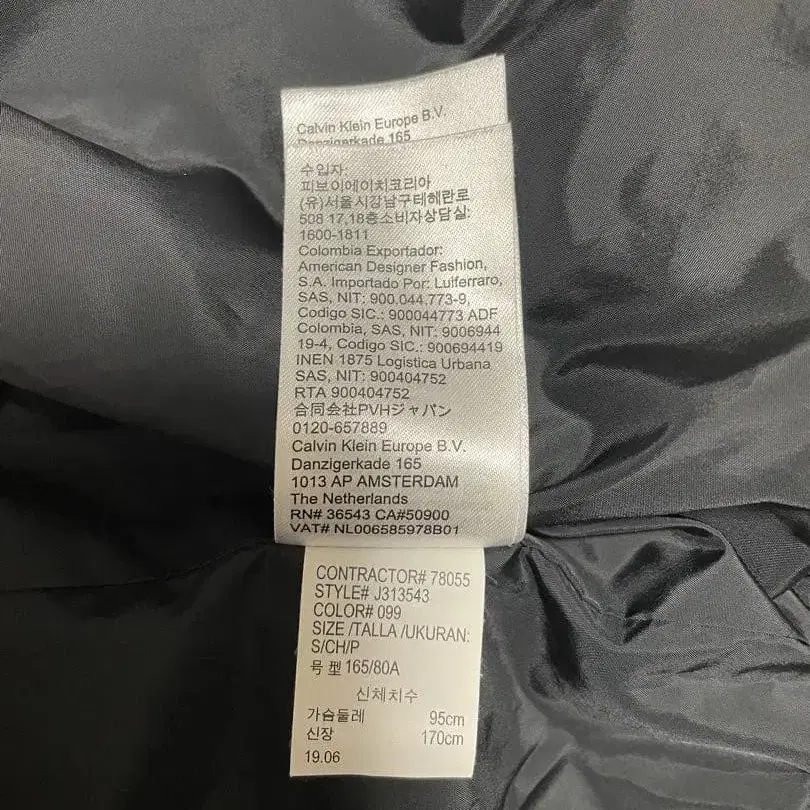 Calvin Klein Europe B.V.
Danzigerkade 165
수입자:
피브이에이치코리아
(유)서울시강남구테헤란로
508 17,18층소비자상담실:
1600-1811
Colombia Exportador:
American Designer Fashion,
S.A. Importado Por: Luiferraro,
SAS, NIT: 900.044.773-9,
Codigo SIC.: 900044773 ADF
Colombia, SAS, NIT: 9006944
19-4, Codigo SIC.: 900694419
INEN 1875 Logistica Urbana
SAS, NIT: 900404752
RTA 900404752
合同会社PVHジャパン
0120-657889
Calvin Klein Europe B.V.
Danzigerkade 165
1013 AP AMSTERDAM
The Netherlands
RN# 36543 CA#50900
VAT# NL006585978B01
CONTRACTOR# 78055
STYLE# J313543
COLOR# 099
SIZE /TALLA /UKURAN:
S/CH/P
号 型 165/80A
신체치수
가슴둘레 95cm
신장 170cm
19.06